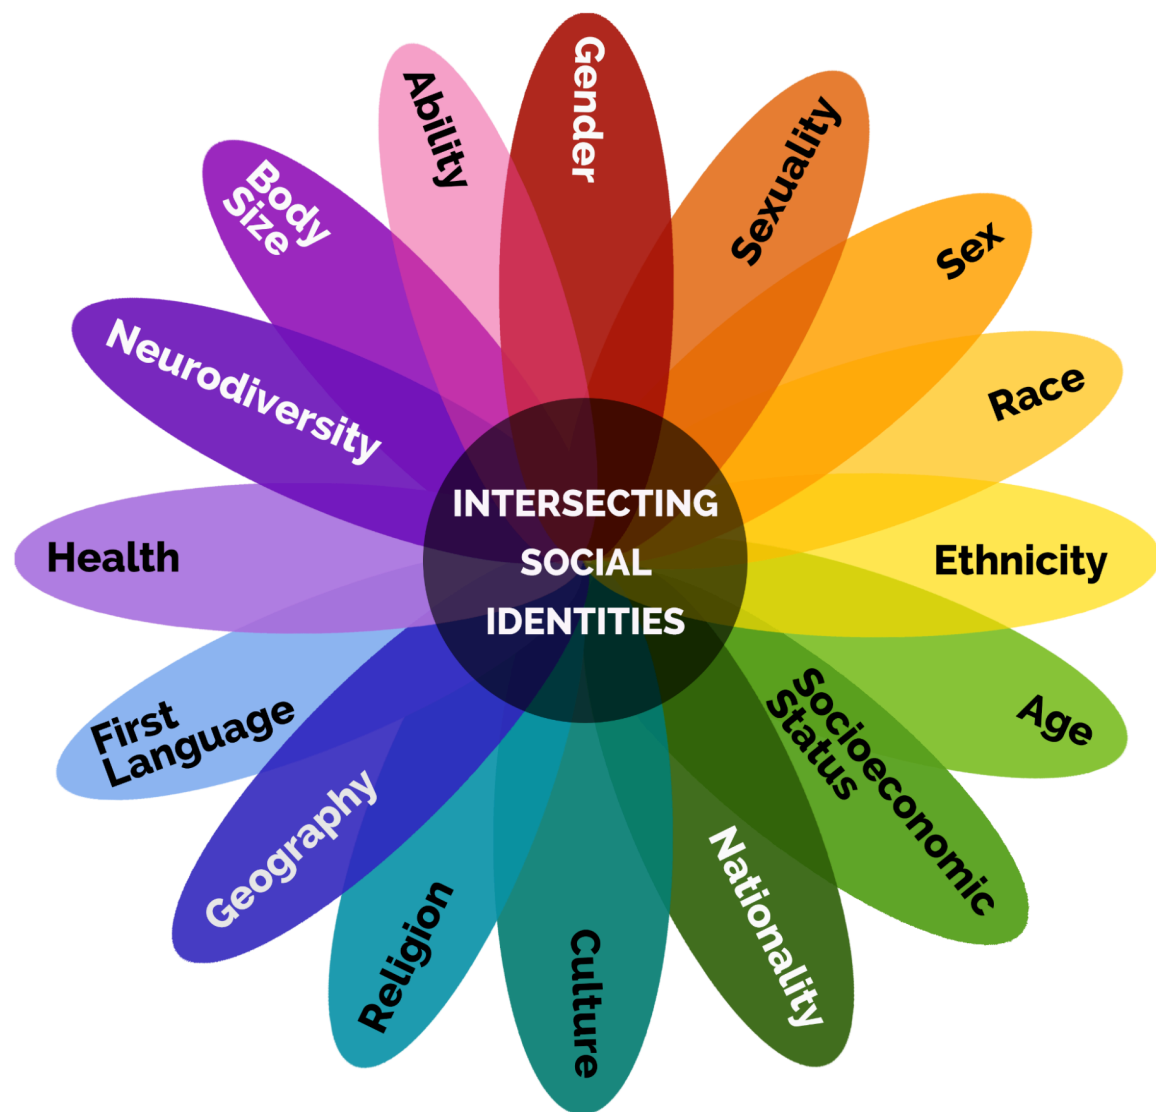 Gender
Sexuality
Sex
Race
Ethnicity
Age
Socioeconomic
Status
Nationality
Culture
Religion
Geography
First
Language
Health
Neurodiversity
Body
Size
Ability
INTERSECTING
SOCIAL
IDENTITIES